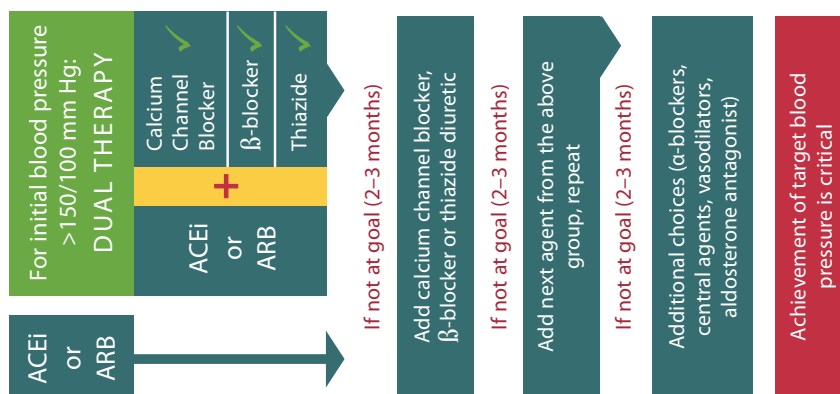 ACEi
or
ARB
For initial blood pressure
>150/100 mm Hg:
DUAL THERAPY
ACEi
or
ARB
+
Calcium
Channel
Blocker
ß-blocker
Thiazide
If not at goal (2–3 months)
Add calcium channel blocker,
ß-blocker or thiazide diuretic
If not at goal (2–3 months)
Add next agent from the above
group, repeat
If not at goal (2–3 months)
Additional choices (α-blockers,
central agents, vasodilators,
aldosterone antagonist)
Achievement of target blood
pressure is critical